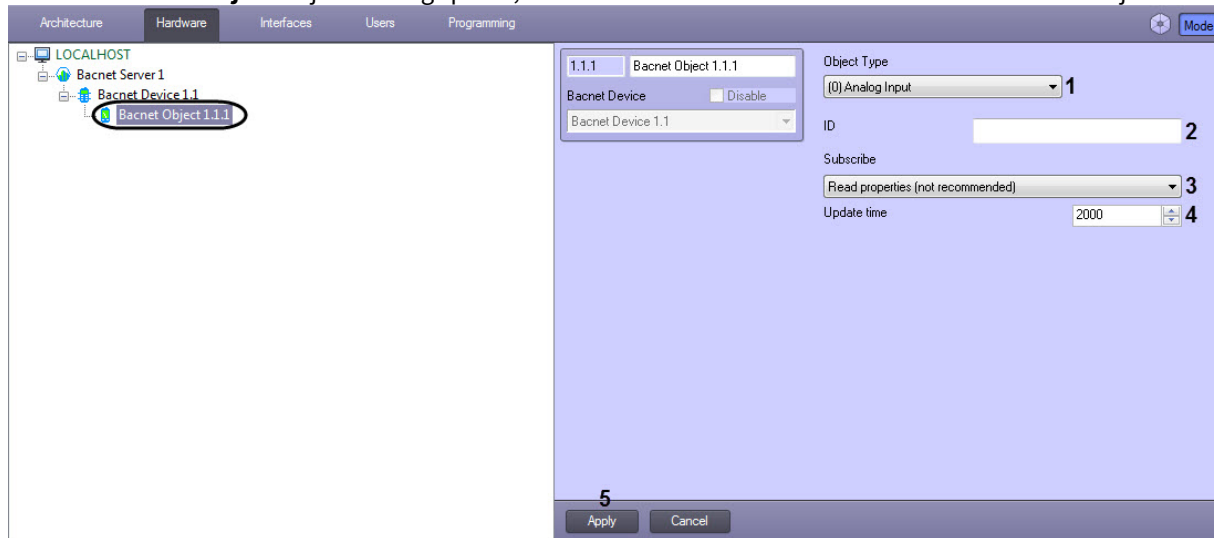 Architecture Hardware Interfaces Users Programming Mode
LOCALHOST
Bacnet Server 1
Bacnet Device 1.1
Bacnet Object 1.1.1
1.1.1 Bacnet Object 1.1.1
Bacnet Device Disable
Bacnet Device 1.1
Object Type
(0) Analog Input 1
ID 2
Subscribe
Read properties (not recommended) 3
Update time 2000 4
5
Apply Cancel